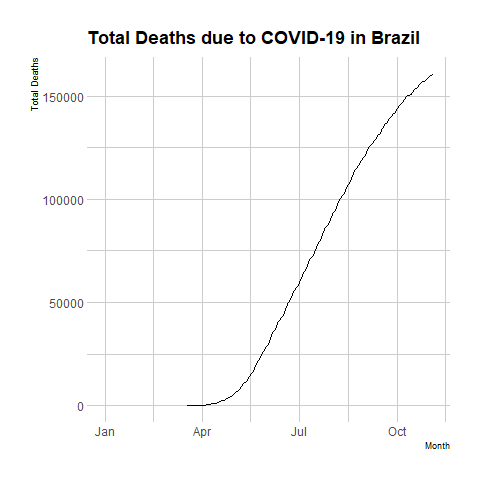 Total Deaths due to COVID-19 in Brazil
Total Deaths
150000
100000
50000
0
Jan Apr Jul Oct
Month